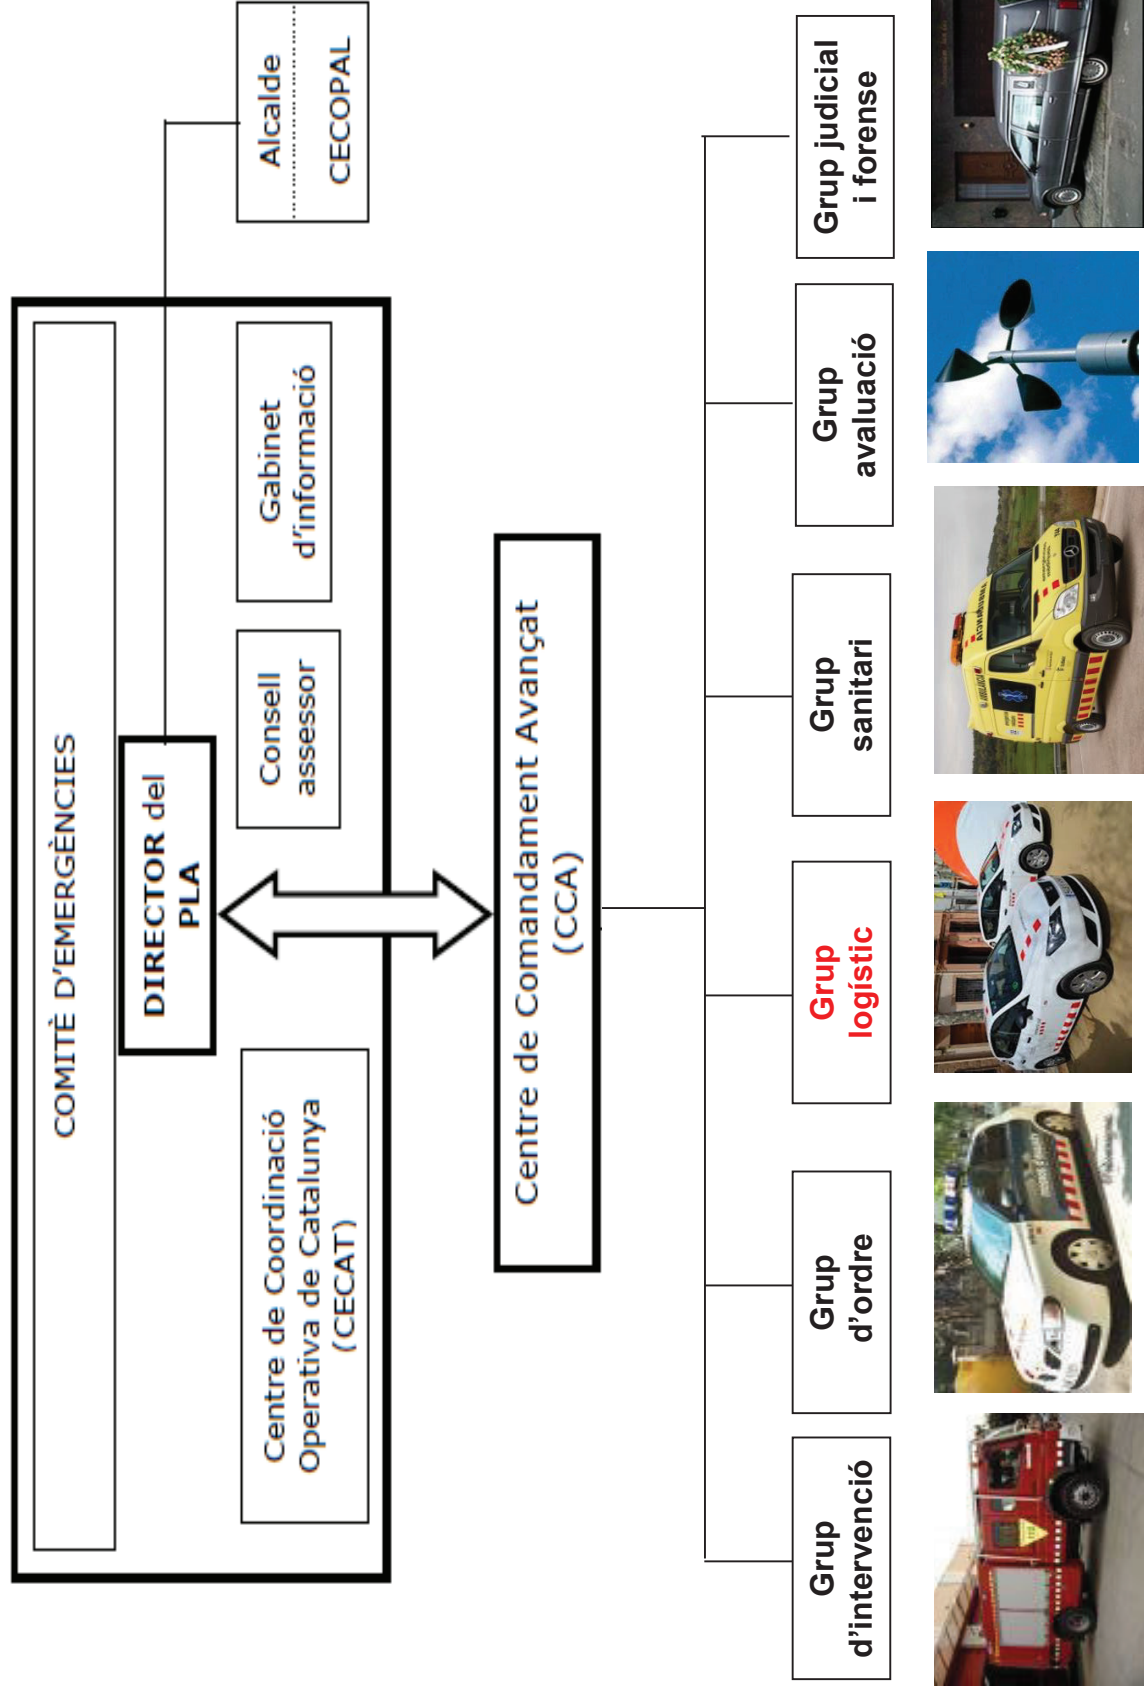 COMITÈ D'EMERGÈNCIES
DIRECTOR del
PLA
Centre de Coordinació
Operativa de Catalunya
(CECAT)
Consell
assessor
Gabinet
d'informació
Alcalde
CECOPAL
Centre de Comandament Avançat
(CCA)
Grup
d'intervenció
Grup
d'ordre
Grup
logístic
Grup
sanitari
Grup
avaluació
Grup judicial
i forense
112